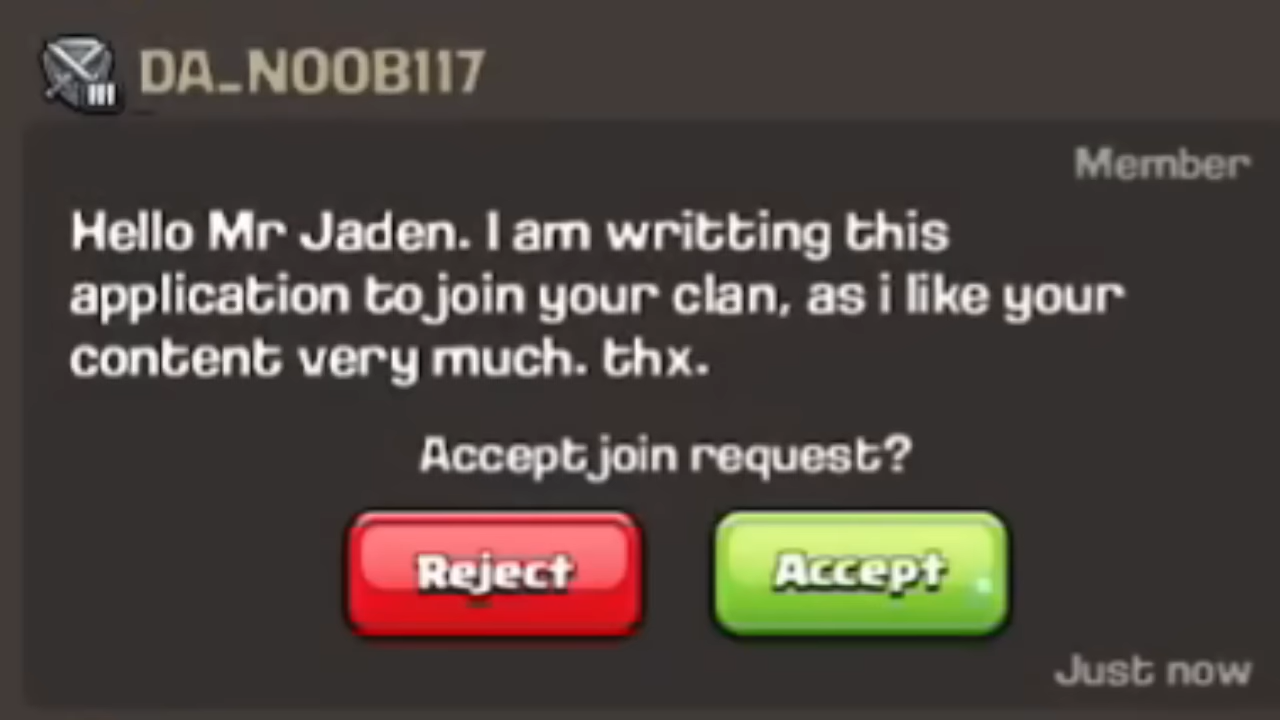 DA_NOOB117
Member
Hello Mr Jaden. I am writting this
application to join your clan, as i like your
content very much. thx.
Accept join request?
Reject
Accept
Just now